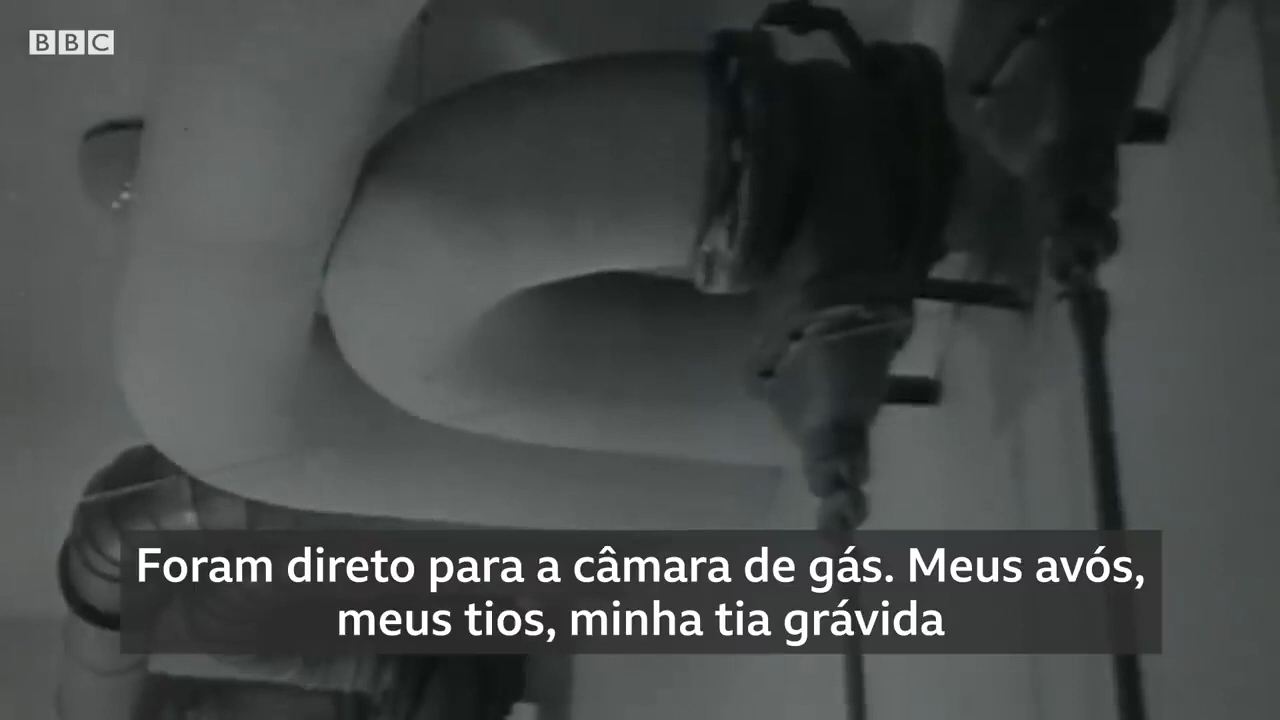 BBC
Foram direto para a câmara de gás. Meus avós,
meus tios, minha tia grávida